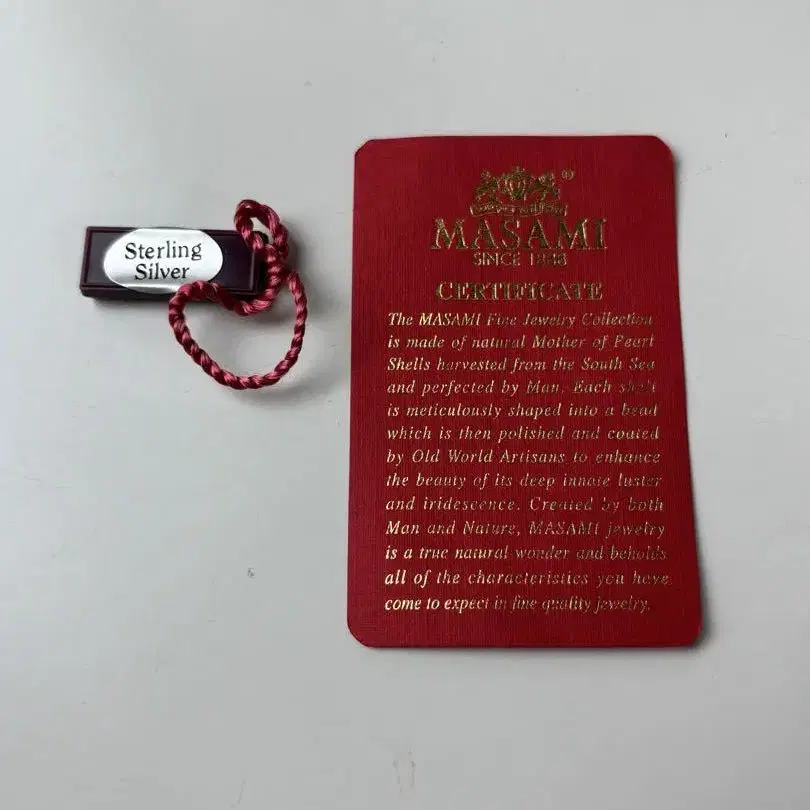 Sterling
Silver
®
MASAMI
SINCE 1888
CERTIFICATE
The MASAMI Fine Jewelry Collection
is made of natural Mother of Pearl
Shells harvested from the South Sea
and perfected by Man. Each shell
is meticulously shaped into a bead
which is then polished and coated
by Old World Artisans to enhance
the beauty of its deep innate luster
and iridescence. Created by both
Man and Nature, MASAMI jewelry
is a true natural wonder and beholds
all of the characteristics you have
come to expect in fine quality jewelry.